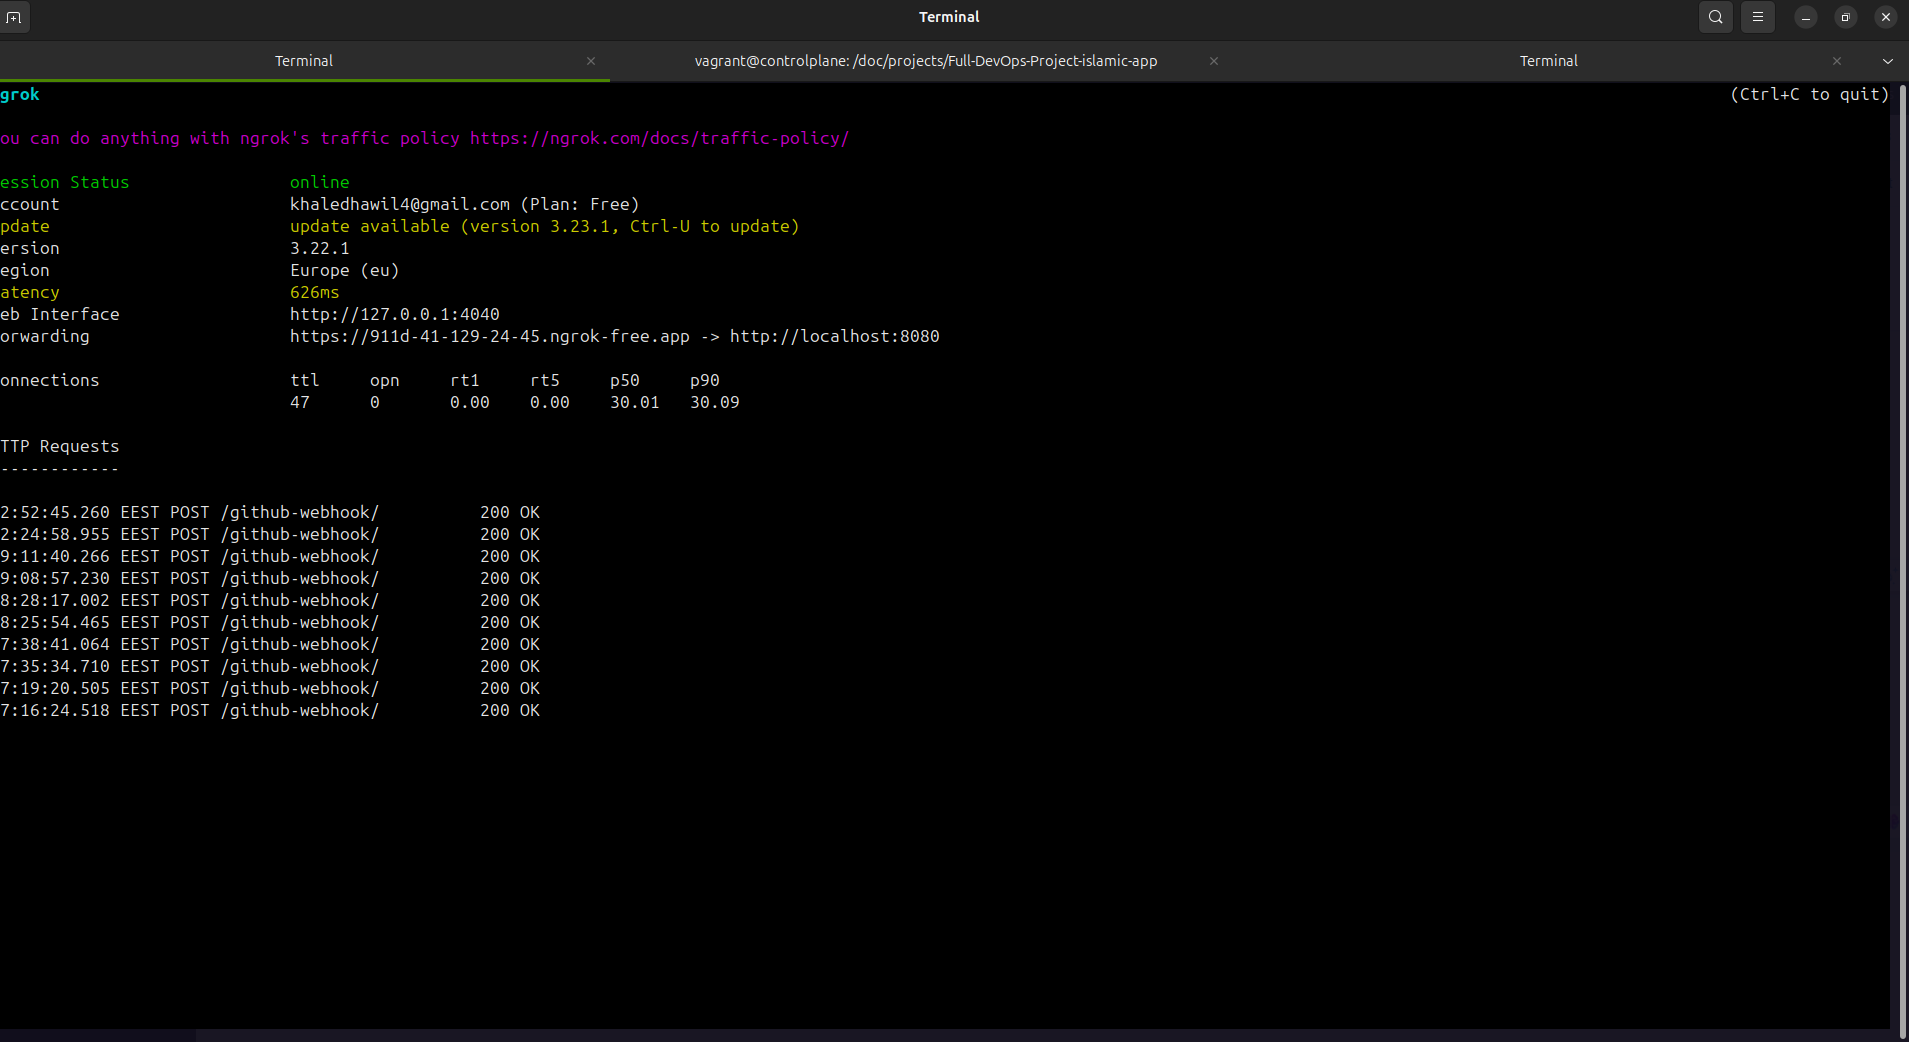 Terminal
Terminal
vagrant@controlplane: /doc/projects/Full-DevOps-Project-islamic-app
Terminal
grok (Ctrl+C to quit)
ou can do anything with ngrok's traffic policy https://ngrok.com/docs/traffic-policy/
ession Status online
ccount khaledhawil4@gmail.com (Plan: Free)
pdate update available (version 3.23.1, Ctrl-U to update)
ersion 3.22.1
egion Europe (eu)
atency 626ms
eb Interface http://127.0.0.1:4040
orwarding https://911d-41-129-24-45.ngrok-free.app -> http://localhost:8080
onnections ttl opn rt1 rt5 p50 p90
47 0 0.00 0.00 30.01 30.09
TTP Requests
------------
2:52:45.260 EEST POST /github-webhook/ 200 OK
2:24:58.955 EEST POST /github-webhook/ 200 OK
9:11:40.266 EEST POST /github-webhook/ 200 OK
9:08:57.230 EEST POST /github-webhook/ 200 OK
8:28:17.002 EEST POST /github-webhook/ 200 OK
8:25:54.465 EEST POST /github-webhook/ 200 OK
7:38:41.064 EEST POST /github-webhook/ 200 OK
7:35:34.710 EEST POST /github-webhook/ 200 OK
7:19:20.505 EEST POST /github-webhook/ 200 OK
7:16:24.518 EEST POST /github-webhook/ 200 OK